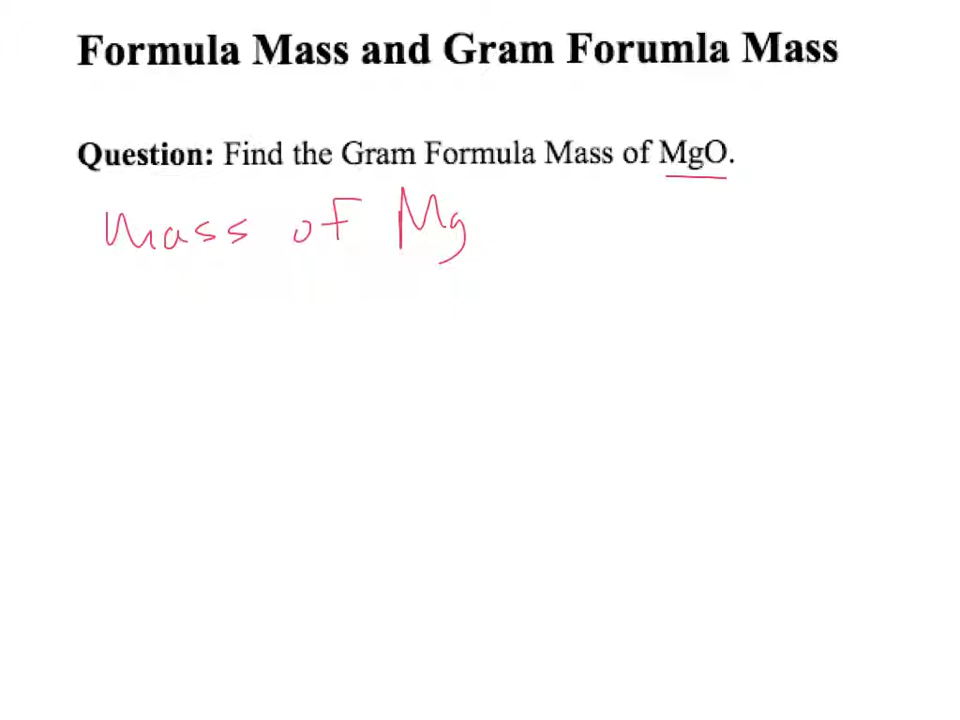 Formula Mass and Gram Forumla Mass
Question: Find the Gram Formula Mass of MgO.
mass of Mg